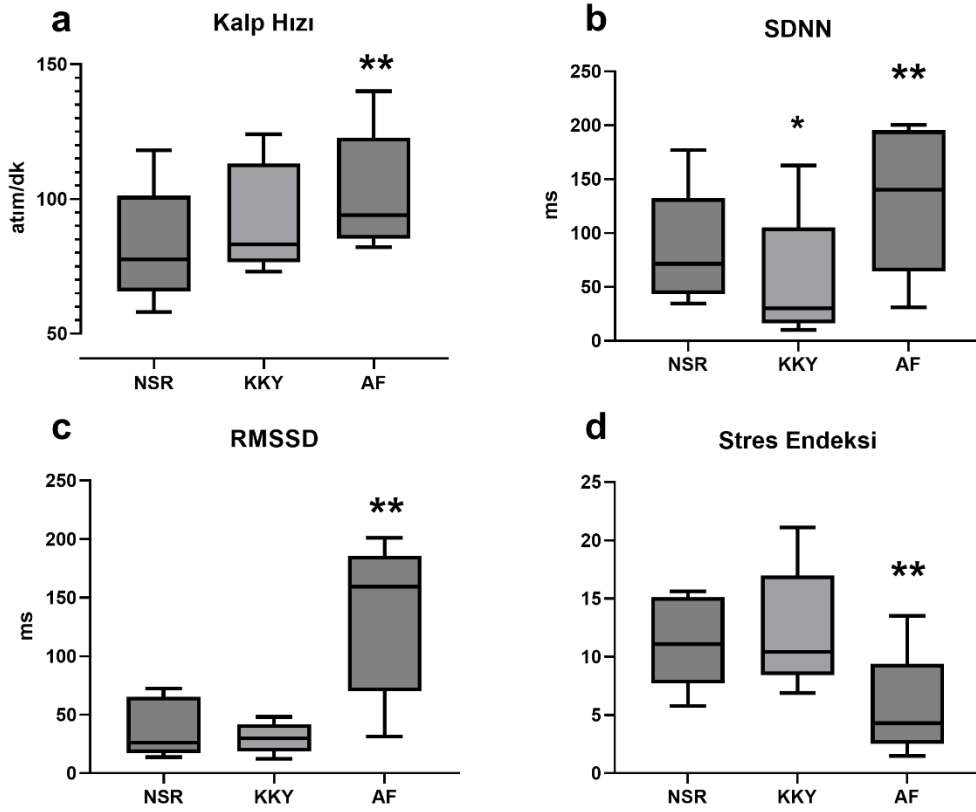 a
Kalp Hızı
**
150
100
50
atım/dk
NSR KKY AF
b
SDNN
**
*
250
200
150
100
50
0
ms
NSR KKY AF
c
RMSSD
**
250
200
150
100
50
0
ms
NSR KKY AF
d
Stres Endeksi
**
25
20
15
10
5
0
NSR KKY AF